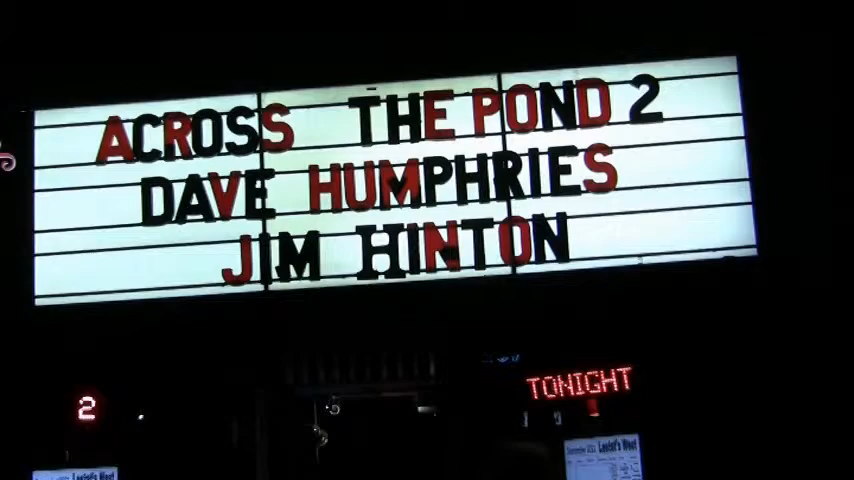 ACROSS THE POND 2
DAVE HUMPHRIES
JIM HINTON
2
TONIGHT